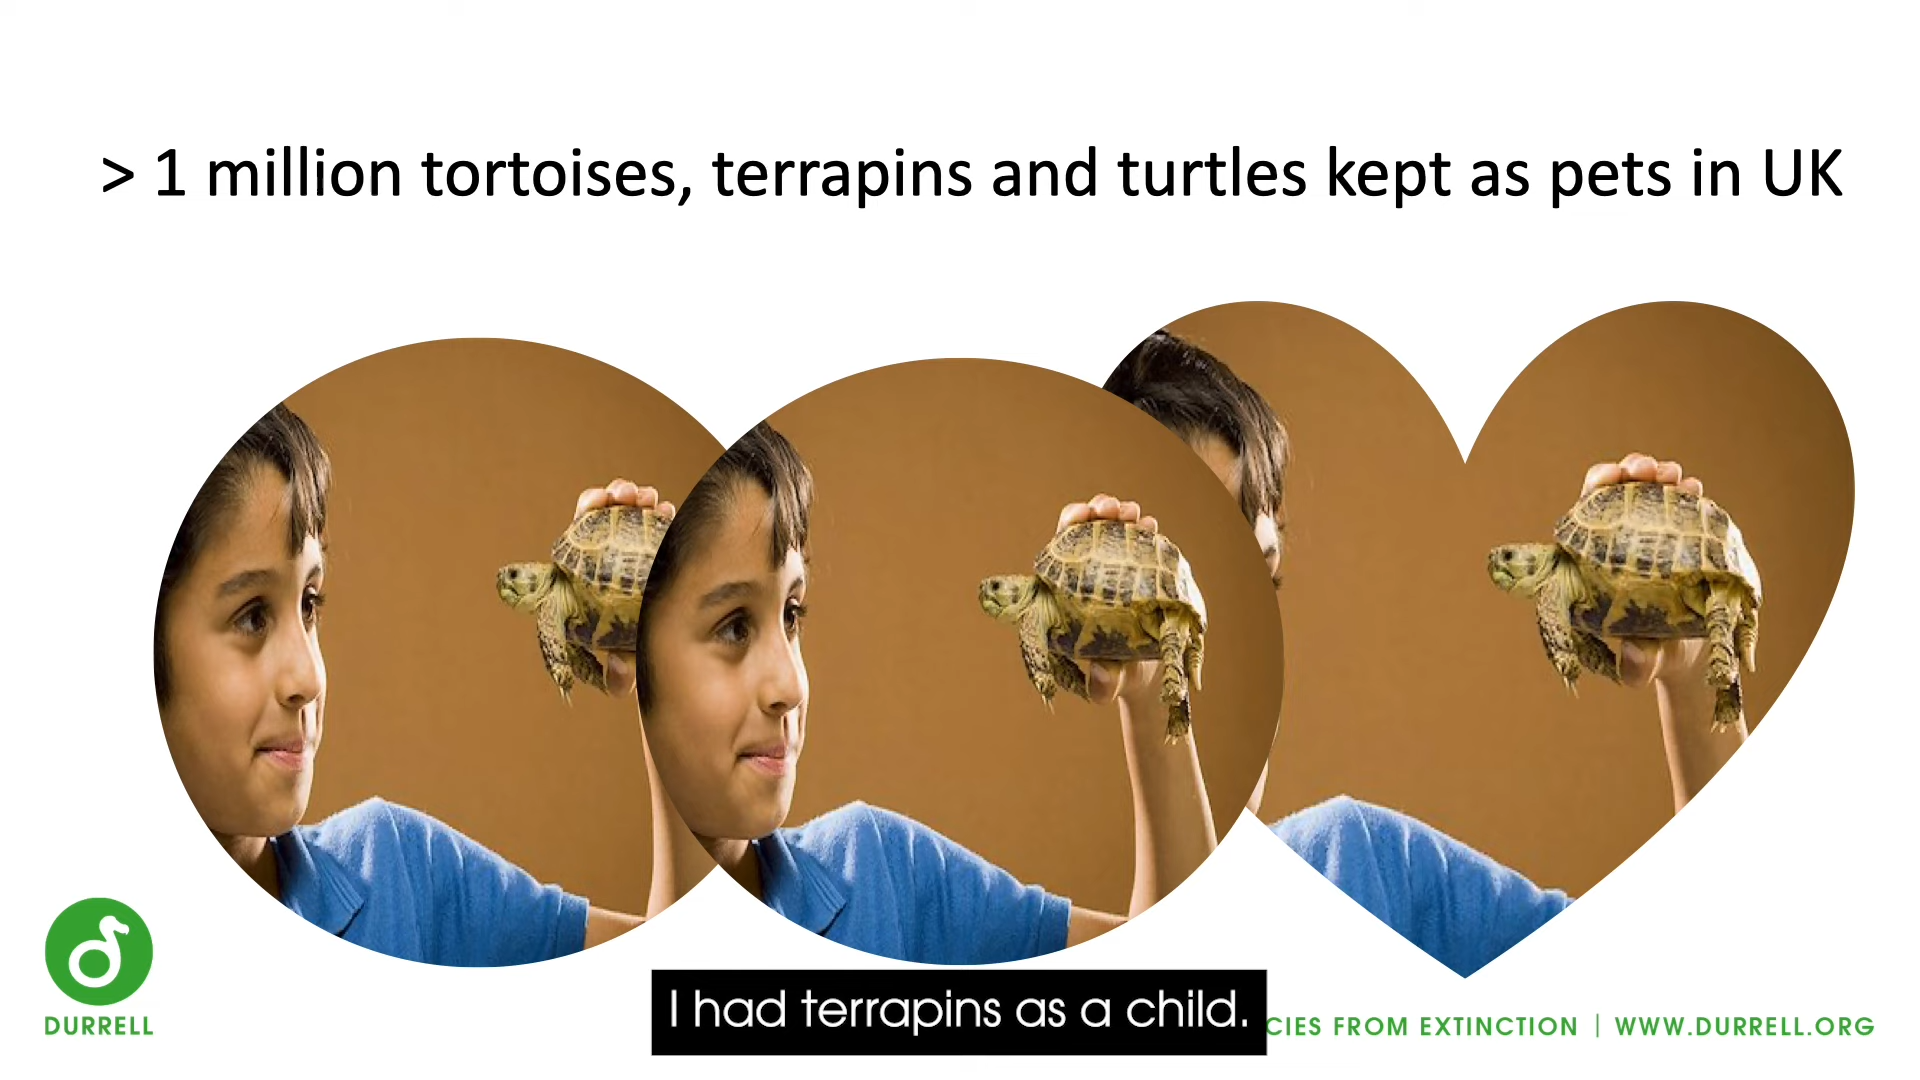 > 1 million tortoises, terrapins and turtles kept as pets in UK
I had terrapins as a child.
DURRELL
CIES FROM EXTINCTION | WWW.DURRELL.ORG